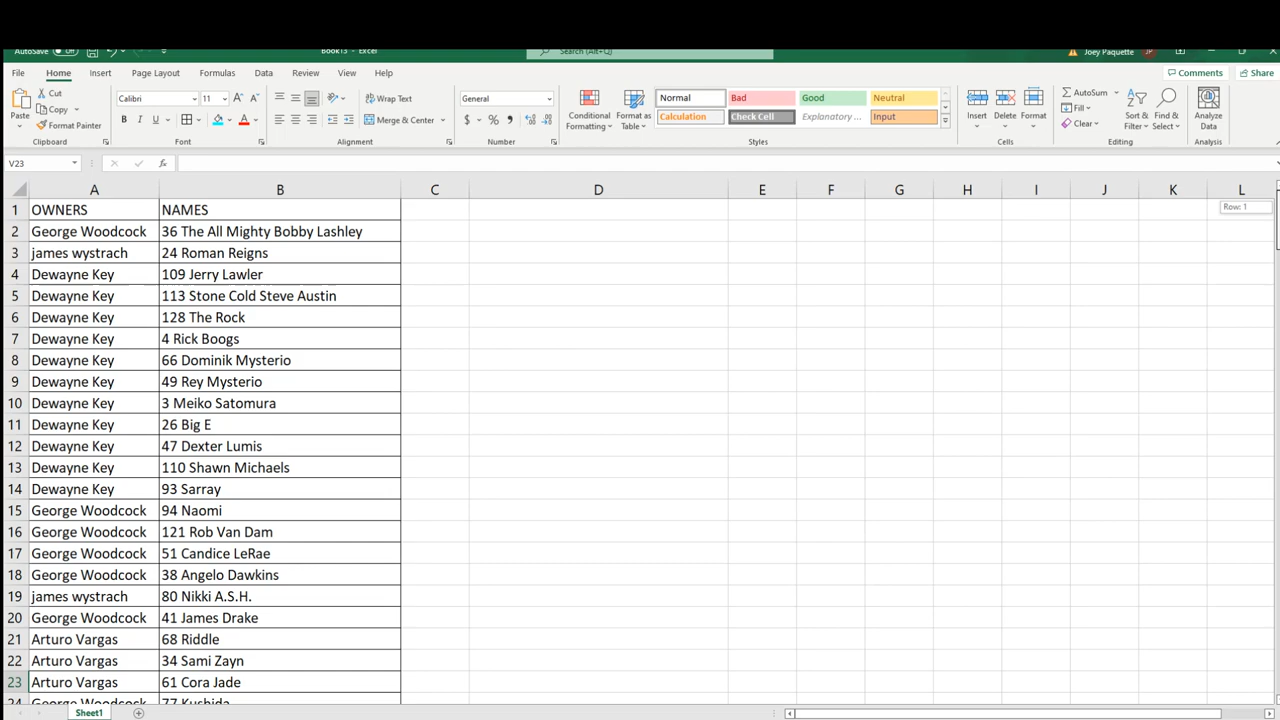 AutoSave Off Book13 - Excel Search (Alt+Q) Joey Paquette JP
File Home Insert Page Layout Formulas Data Review View Help Comments Share
Paste Cut Copy Format Painter Clipboard
Calibri 11 B I U A Font
Wrap Text Merge & Center Alignment
General $ % Number
Conditional Formatting Format as Table Normal Bad Good Neutral
Calculation Check Cell Explanatory ... Input Styles
Insert Delete Format Cells
AutoSum Fill Clear Sort & Filter Find & Select Editing
Analyze Data Analysis
V23 fx
A B C D E F G H I J K L
Row: 1
1 OWNERS NAMES
2 George Woodcock 36 The All Mighty Bobby Lashley
3 james wystrach 24 Roman Reigns
4 Dewayne Key 109 Jerry Lawler
5 Dewayne Key 113 Stone Cold Steve Austin
6 Dewayne Key 128 The Rock
7 Dewayne Key 4 Rick Boogs
8 Dewayne Key 66 Dominik Mysterio
9 Dewayne Key 49 Rey Mysterio
10 Dewayne Key 3 Meiko Satomura
11 Dewayne Key 26 Big E
12 Dewayne Key 47 Dexter Lumis
13 Dewayne Key 110 Shawn Michaels
14 Dewayne Key 93 Sarray
15 George Woodcock 94 Naomi
16 George Woodcock 121 Rob Van Dam
17 George Woodcock 51 Candice LeRae
18 George Woodcock 38 Angelo Dawkins
19 james wystrach 80 Nikki A.S.H.
20 George Woodcock 41 James Drake
21 Arturo Vargas 68 Riddle
22 Arturo Vargas 34 Sami Zayn
23 Arturo Vargas 61 Cora Jade
24 George Woodcock 77 Kushida
Sheet1